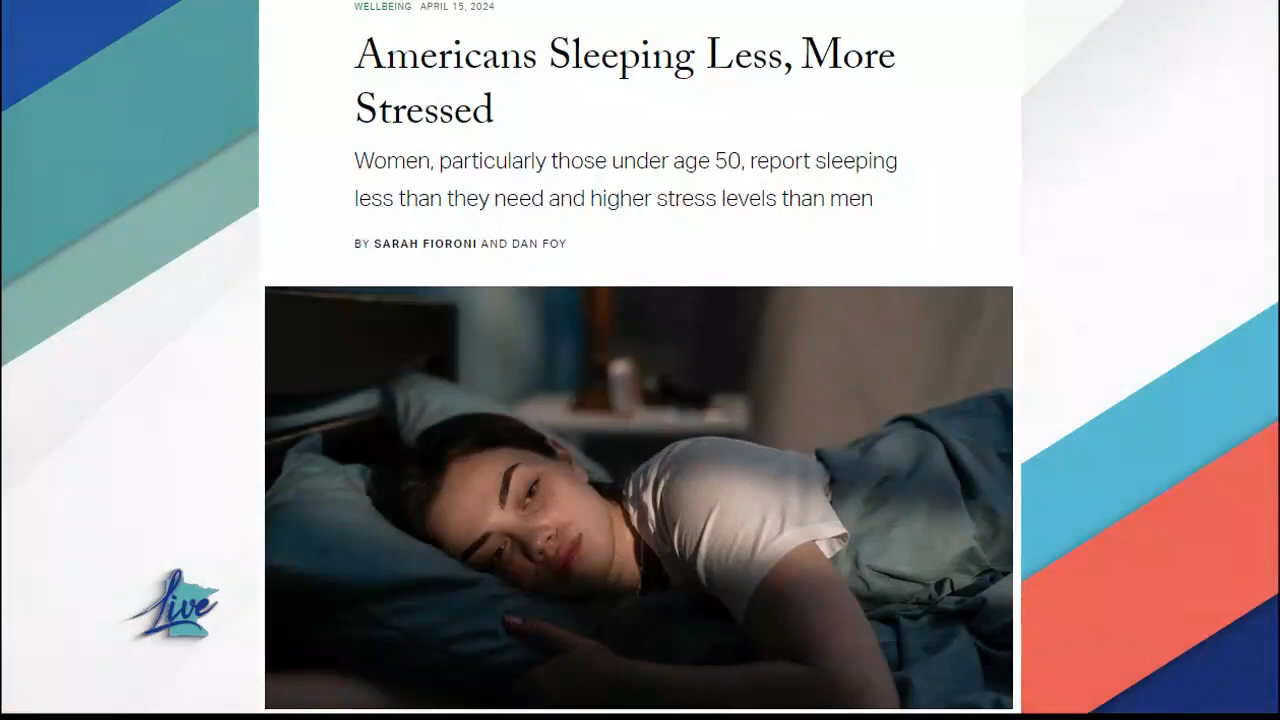 WELLBEING APRIL 15, 2024
Americans Sleeping Less, More
Stressed
Women, particularly those under age 50, report sleeping
less than they need and higher stress levels than men
BY SARAH FIORONI AND DAN FOY
Live